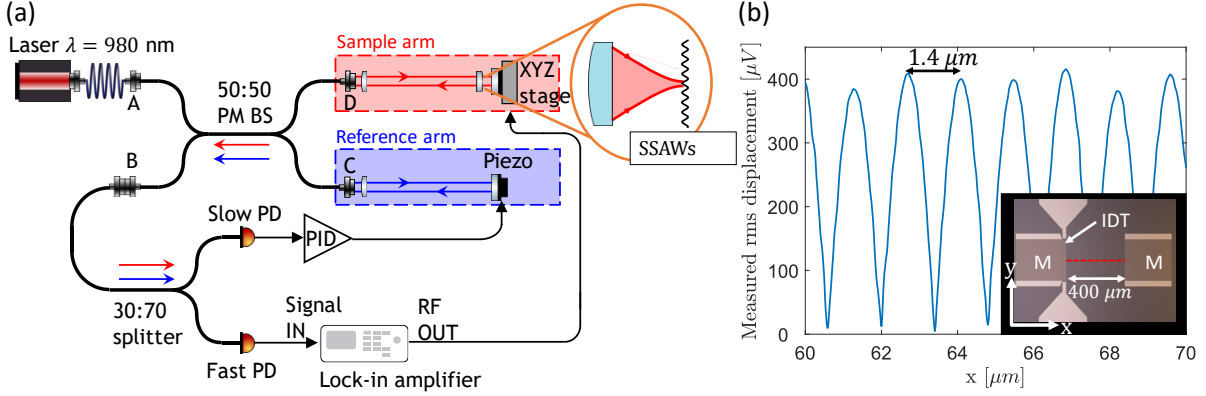 (a)
Laser λ = 980 nm
A
50:50
PM BS
B
Sample arm
D
XYZ
stage
SSAWs
Reference arm
C
Piezo
Slow PD
PID
30:70
splitter
Signal
IN
RF
OUT
Fast PD
Lock-in amplifier
(b)
Measured rms displacement [μV]
400
300
200
100
0
1.4 μm
IDT
M
M
400 μm
y
x
60
62
64
66
68
70
x [μm]